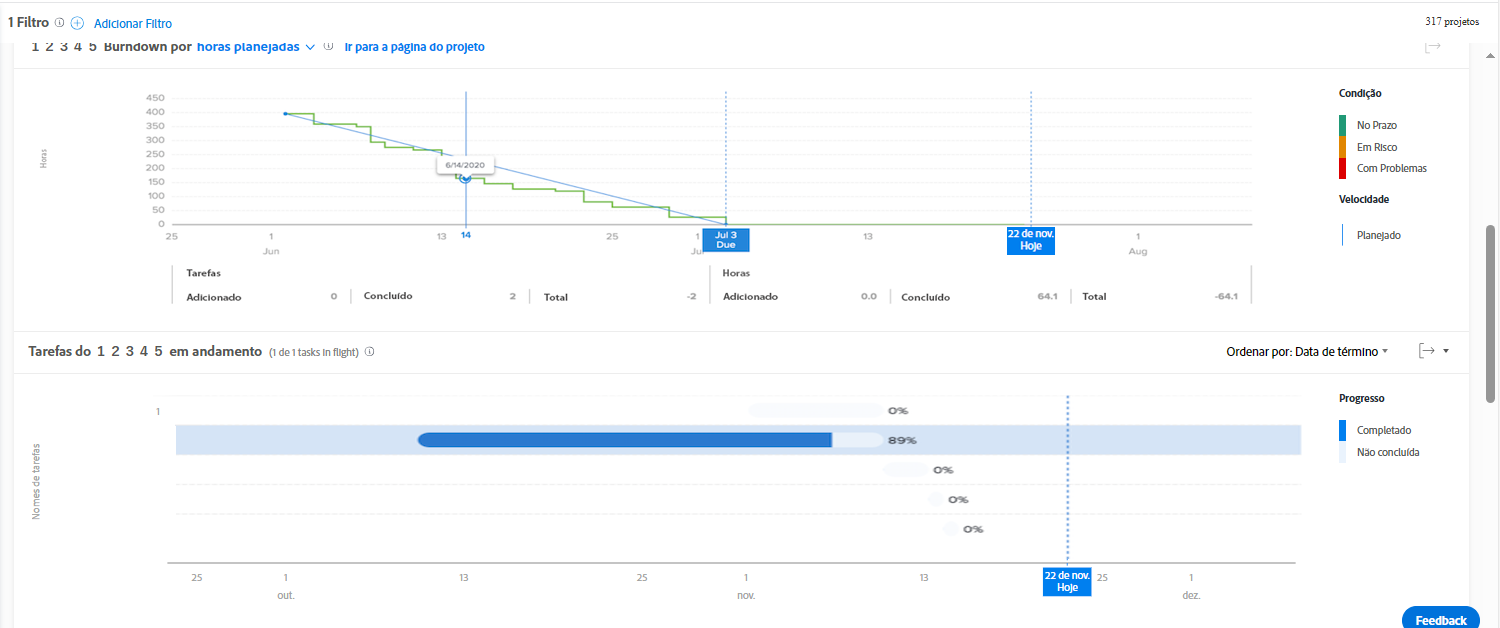 1 Filtro Adicionar Filtro 317 projetos
1 2 3 4 5 Burndown por horas planejadas Ir para a página do projeto
450
400
350
300
250
200
150
100
50
0
Horas
6/14/2020
25 1 13 14 25 1 13 1
Jun Jul Aug
Jul 3
Due
22 de nov.
Hoje
Condição
No Prazo
Em Risco
Com Problemas
Velocidade
Planejado
Tarefas Horas
Adicionado 0 Concluído 2 Total -2 Adicionado 0.0 Concluído 64.1 Total -64.1
Tarefas do 1 2 3 4 5 em andamento (1 de 1 tasks in flight) Ordenar por: Data de término
Nomes de tarefas
1 0%
89%
0%
0%
0%
25 1 13 25 1 13 25 1
out. nov. dez.
22 de nov.
Hoje
Progresso
Completado
Não concluída
Feedback